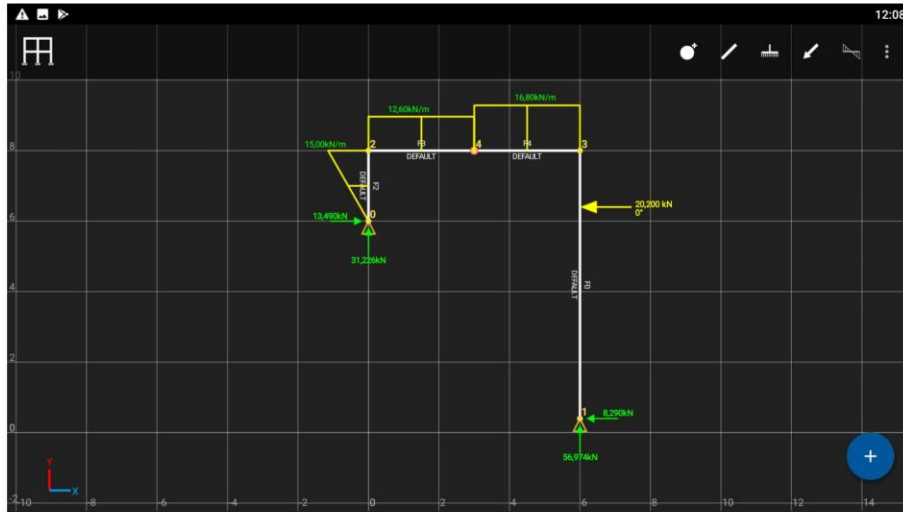 12:08
10
16,80kN/m
12,60kN/m
15,00kN/m
8
2
F3
4
F4
3
DEFAULT
DEFAULT
DEFAULT
F2
20,200 kN
0°
6
13,490kN
0
31,226kN
4
DEFAULT
F0
2
1
8,290kN
0
56,974kN
+
Y
X
-2
-10
-8
-6
-4
-2
0
2
4
6
8
10
12
14